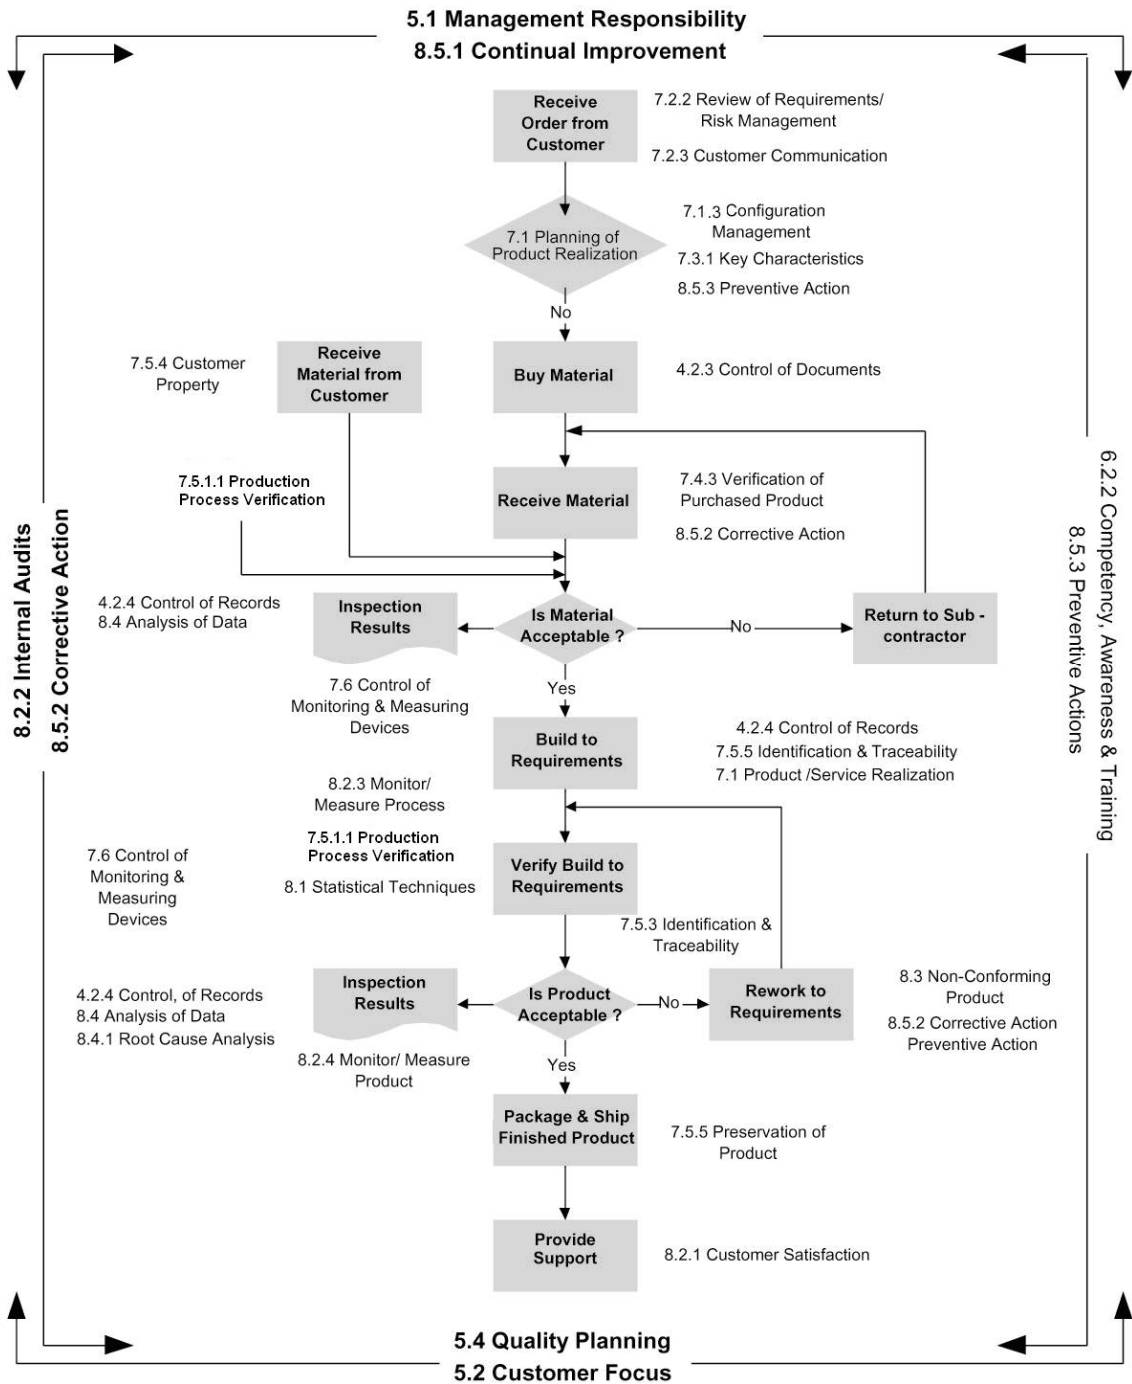 5.1 Management Responsibility
8.5.1 Continual Improvement
Receive
Order from
Customer
7.2.2 Review of Requirements/
Risk Management
7.2.3 Customer Communication
7.1 Planning of
Product Realization
7.1.3 Configuration
Management
7.3.1 Key Characteristics
8.5.3 Preventive Action
No
7.5.4 Customer
Property
Receive
Material from
Customer
Buy Material
4.2.3 Control of Documents
7.5.1.1 Production
Process Verification
Receive Material
7.4.3 Verification of
Purchased Product
8.5.2 Corrective Action
8.2.2 Internal Audits
8.5.2 Corrective Action
6.2.2 Competency, Awareness & Training
8.5.3 Preventive Actions
4.2.4 Control of Records
8.4 Analysis of Data
Inspection
Results
Is Material
Acceptable ?
No
Return to Sub -
contractor
7.6 Control of
Monitoring & Measuring
Devices
Yes
Build to
Requirements
4.2.4 Control of Records
7.5.5 Identification & Traceability
7.1 Product /Service Realization
8.2.3 Monitor/
Measure Process
7.5.1.1 Production
Process Verification
8.1 Statistical Techniques
Verify Build to
Requirements
7.6 Control of
Monitoring &
Measuring
Devices
7.5.3 Identification &
Traceability
4.2.4 Control, of Records
8.4 Analysis of Data
8.4.1 Root Cause Analysis
Inspection
Results
Is Product
Acceptable ?
No
Rework to
Requirements
8.3 Non-Conforming
Product
8.5.2 Corrective Action
Preventive Action
8.2.4 Monitor/ Measure
Product
Yes
Package & Ship
Finished Product
7.5.5 Preservation of
Product
Provide
Support
8.2.1 Customer Satisfaction
5.4 Quality Planning
5.2 Customer Focus